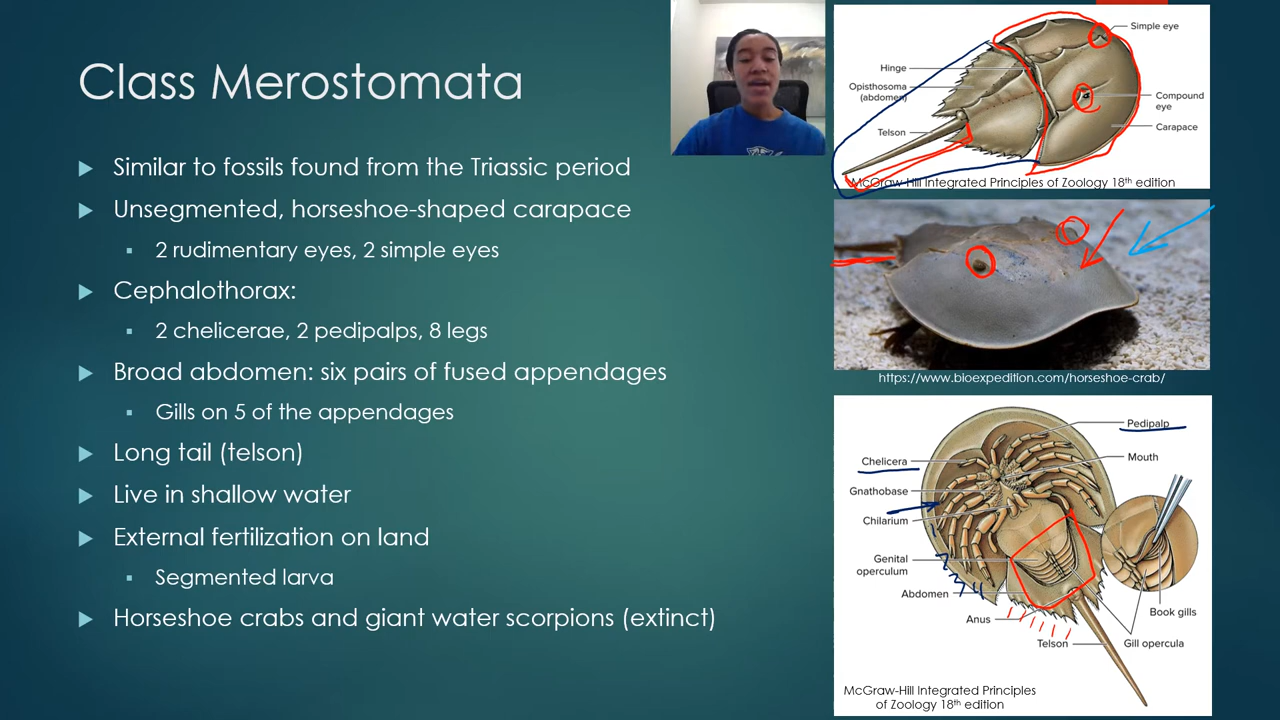 Class Merostomata
Similar to fossils found from the Triassic period
Unsegmented, horseshoe-shaped carapace
2 rudimentary eyes, 2 simple eyes
Cephalothorax:
2 chelicerae, 2 pedipalps, 8 legs
Broad abdomen: six pairs of fused appendages
Gills on 5 of the appendages
Long tail (telson)
Live in shallow water
External fertilization on land
Segmented larva
Horseshoe crabs and giant water scorpions (extinct)
Simple eye
Hinge
Opisthosoma
(abdomen)
Compound
eye
Telson
Carapace
McGraw-Hill Integrated Principles of Zoology 18th edition
https://www.bioexpedition.com/horseshoe-crab/
Pedipalp
Chelicera
Mouth
Gnathobase
Chilarium
Genital
operculum
Abdomen
Anus
Telson
Book gills
Gill opercula
McGraw-Hill Integrated Principles
of Zoology 18th edition